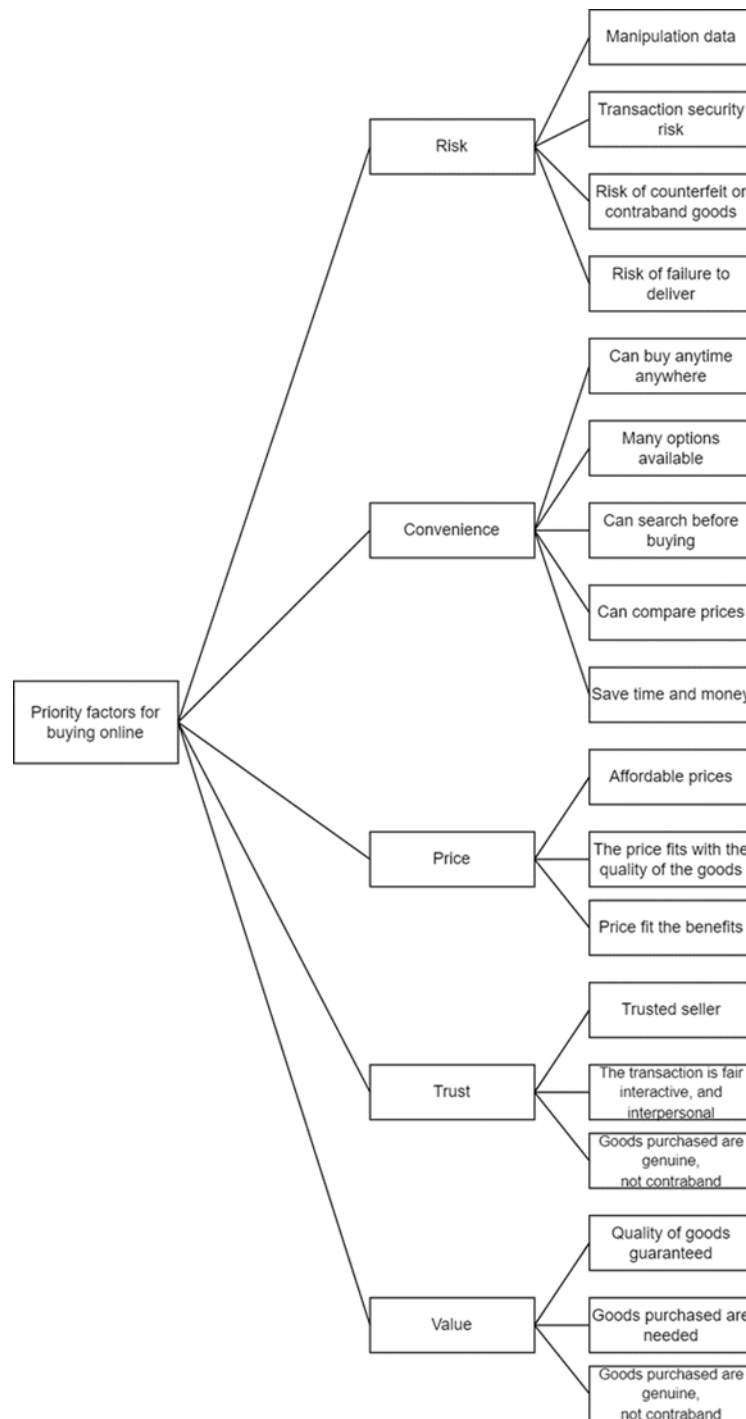 Manipulation data
Transaction security
risk
Risk
Risk of counterfeit or
contraband goods
Risk of failure to
deliver
Can buy anytime
anywhere
Many options
available
Convenience
Can search before
buying
Can compare prices
Save time and money
Priority factors for
buying online
Affordable prices
Price
The price fits with the
quality of the goods
Price fit the benefits
Trusted seller
Trust
The transaction is fair
interactive, and
interpersonal
Goods purchased are
genuine,
not contraband
Quality of goods
guaranteed
Value
Goods purchased are
needed
Goods purchased are
genuine,
not contraband